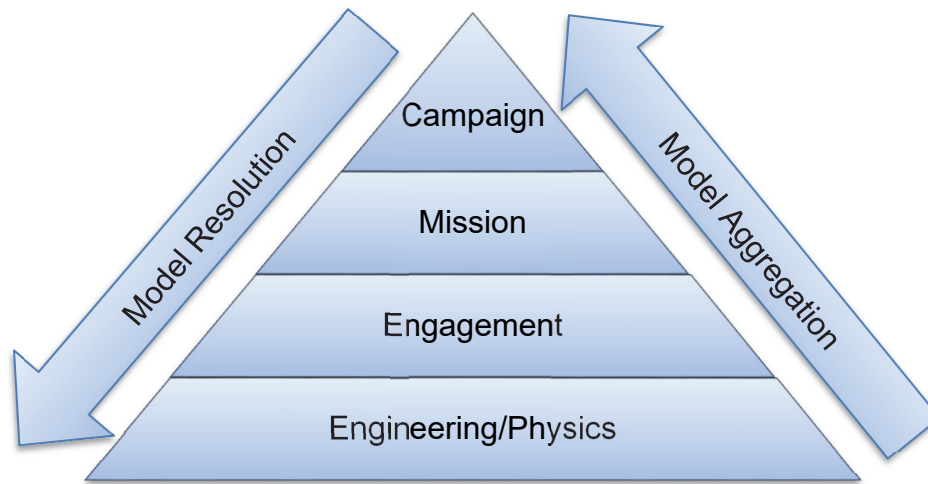 Campaign
Mission
Engagement
Engineering/Physics
Model Resolution
Model Aggregation